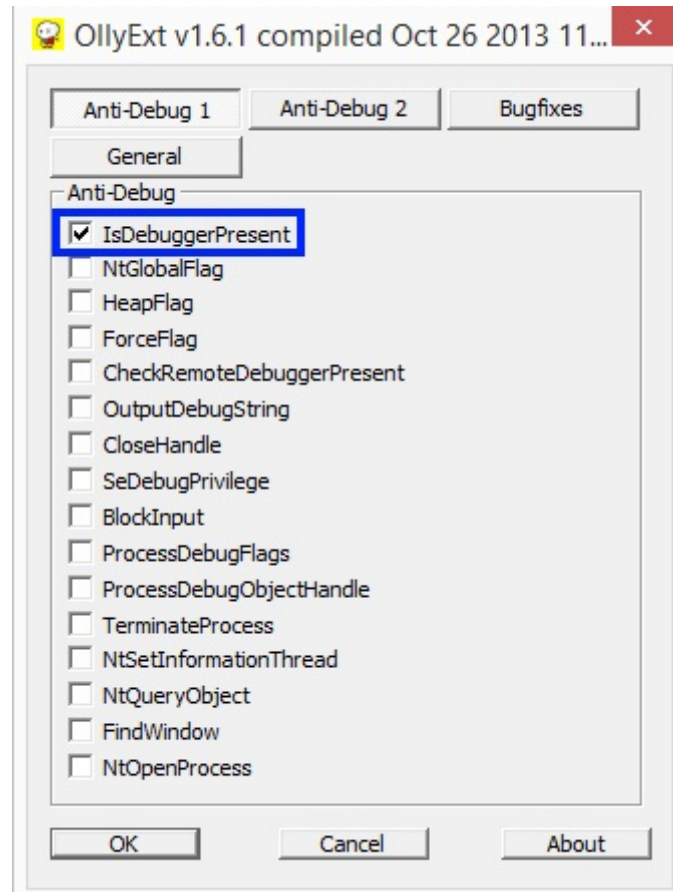 OllyExt v1.6.1 compiled Oct 26 2013 11...
Anti-Debug 1 Anti-Debug 2 Bugfixes
General
Anti-Debug
IsDebuggerPresent
NtGlobalFlag
HeapFlag
ForceFlag
CheckRemoteDebuggerPresent
OutputDebugString
CloseHandle
SeDebugPrivilege
BlockInput
ProcessDebugFlags
ProcessDebugObjectHandle
TerminateProcess
NtSetInformationThread
NtQueryObject
FindWindow
NtOpenProcess
OK Cancel About